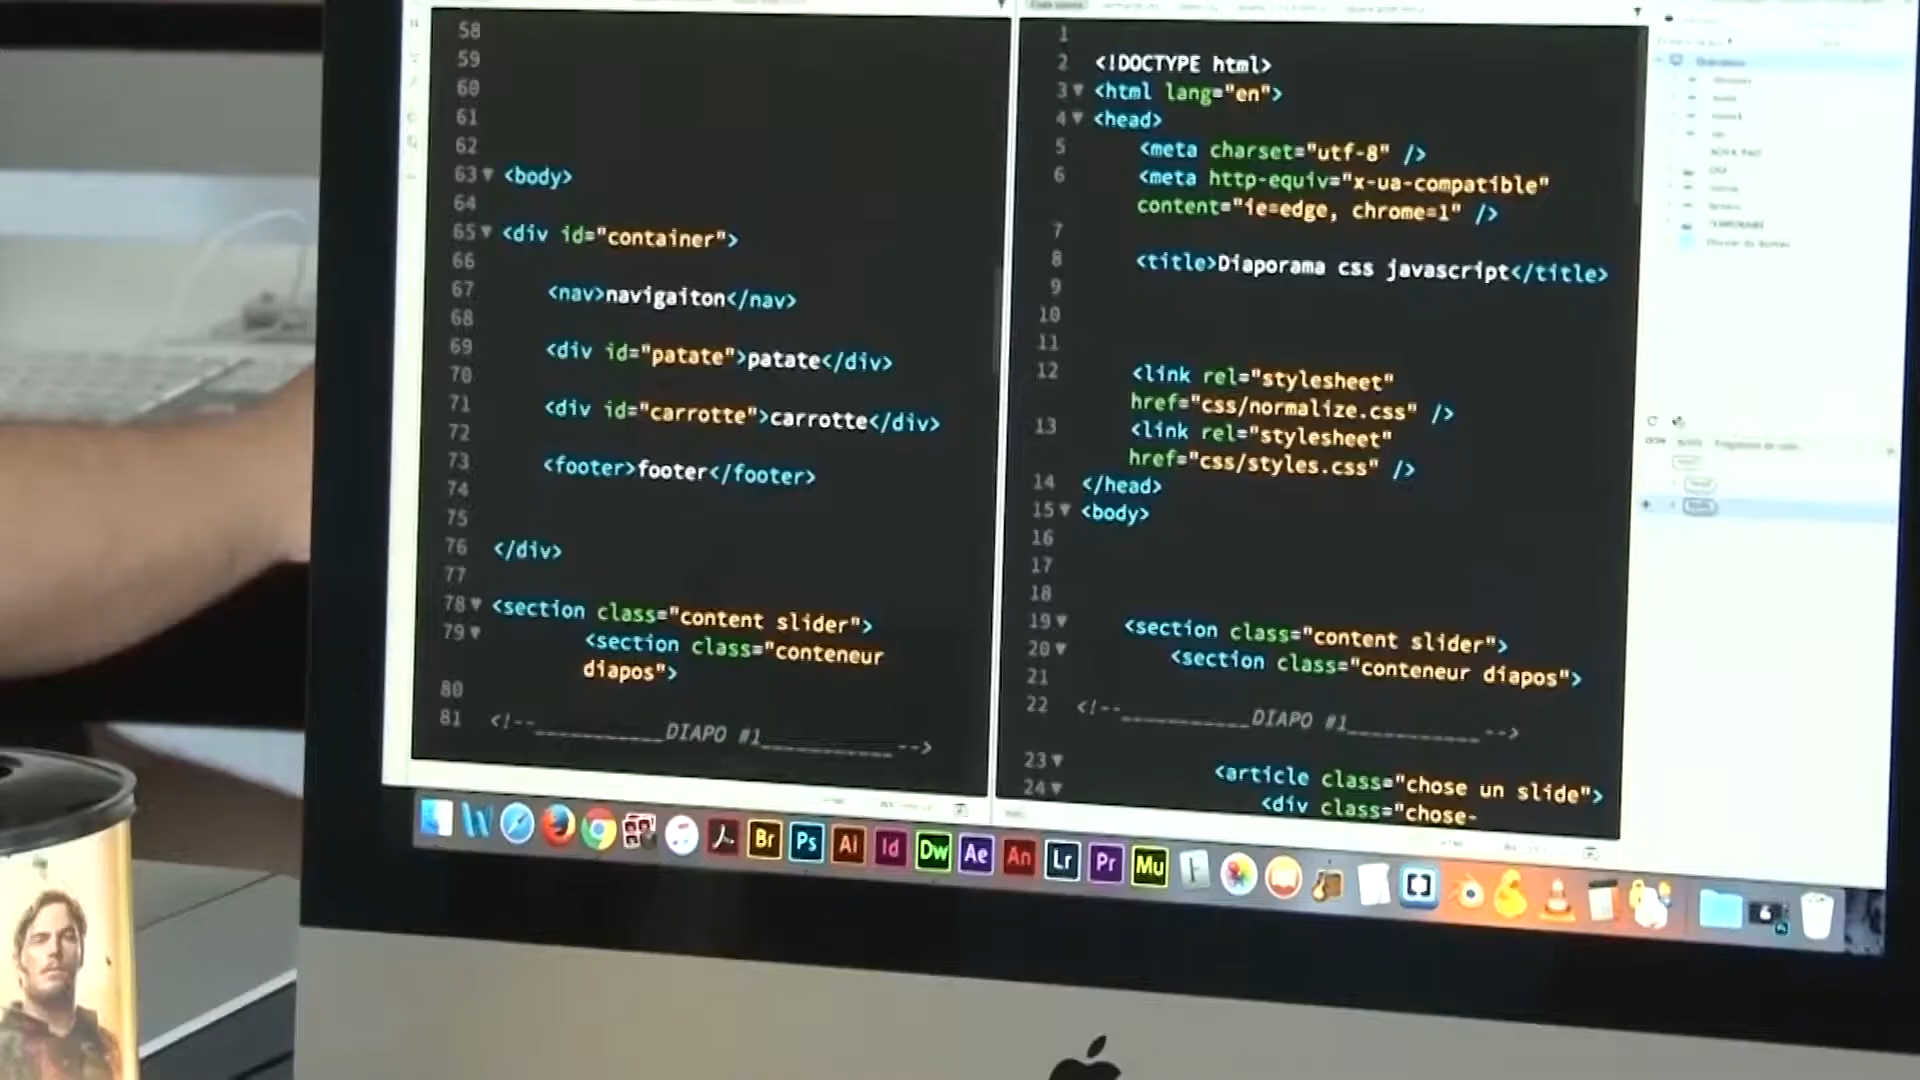 58
59
60
61
62
63 <body>
64
65 <div id="container">
66
67 <nav>navigaiton</nav>
68
69 <div id="patate">patate</div>
70
71 <div id="carrotte">carrotte</div>
72
73 <footer>footer</footer>
74
75
76 </div>
77
78 <section class="content slider">
79 <section class="conteneur
diapos">
80
81 <!--___________DIAPO #1___________-->
1
2 <!DOCTYPE html>
3 <html lang="en">
4 <head>
5 <meta charset="utf-8" />
6 <meta http-equiv="x-ua-compatible"
content="ie=edge, chrome=1" />
7
8 <title>Diaporama css javascript</title>
9
10
11
12 <link rel="stylesheet"
href="css/normalize.css" />
13 <link rel="stylesheet"
href="css/styles.css" />
14 </head>
15 <body>
16
17
18
19 <section class="content slider">
20 <section class="conteneur diapos">
21
22 <!--___________DIAPO #1___________-->
23 <article class="chose un slide">
24 <div class="chose-
Br Ps Ai Id Dw Ae An Lr Pr Mu